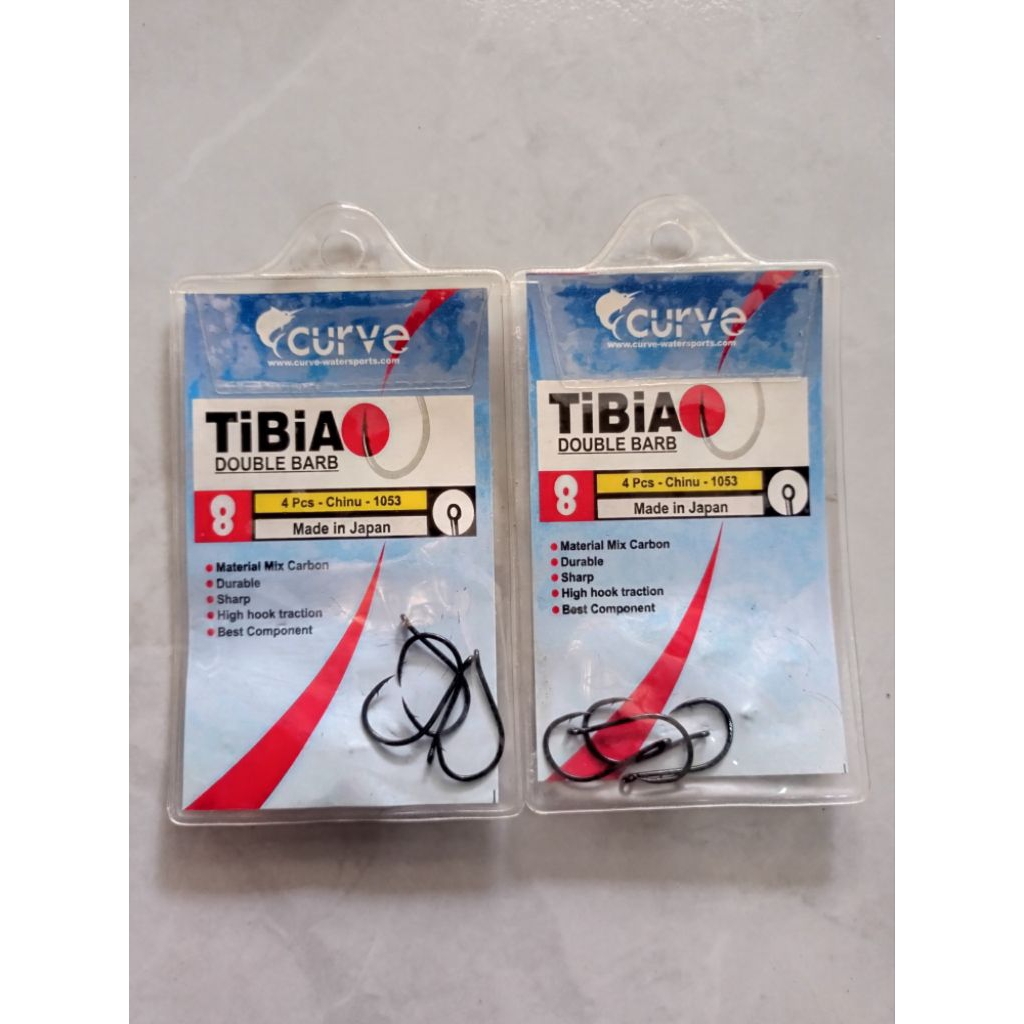 curve
www.curve-watersports.com
TiBiA
DOUBLE BARB
8
4 Pcs - Chinu - 1053
Made in Japan
Material Mix Carbon
Durable
Sharp
High hook traction
Best Component
curve
www.curve-watersports.com
TiBiA
DOUBLE BARB
8
4 Pcs - Chinu - 1053
Made in Japan
Material Mix Carbon
Durable
Sharp
High hook traction
Best Component